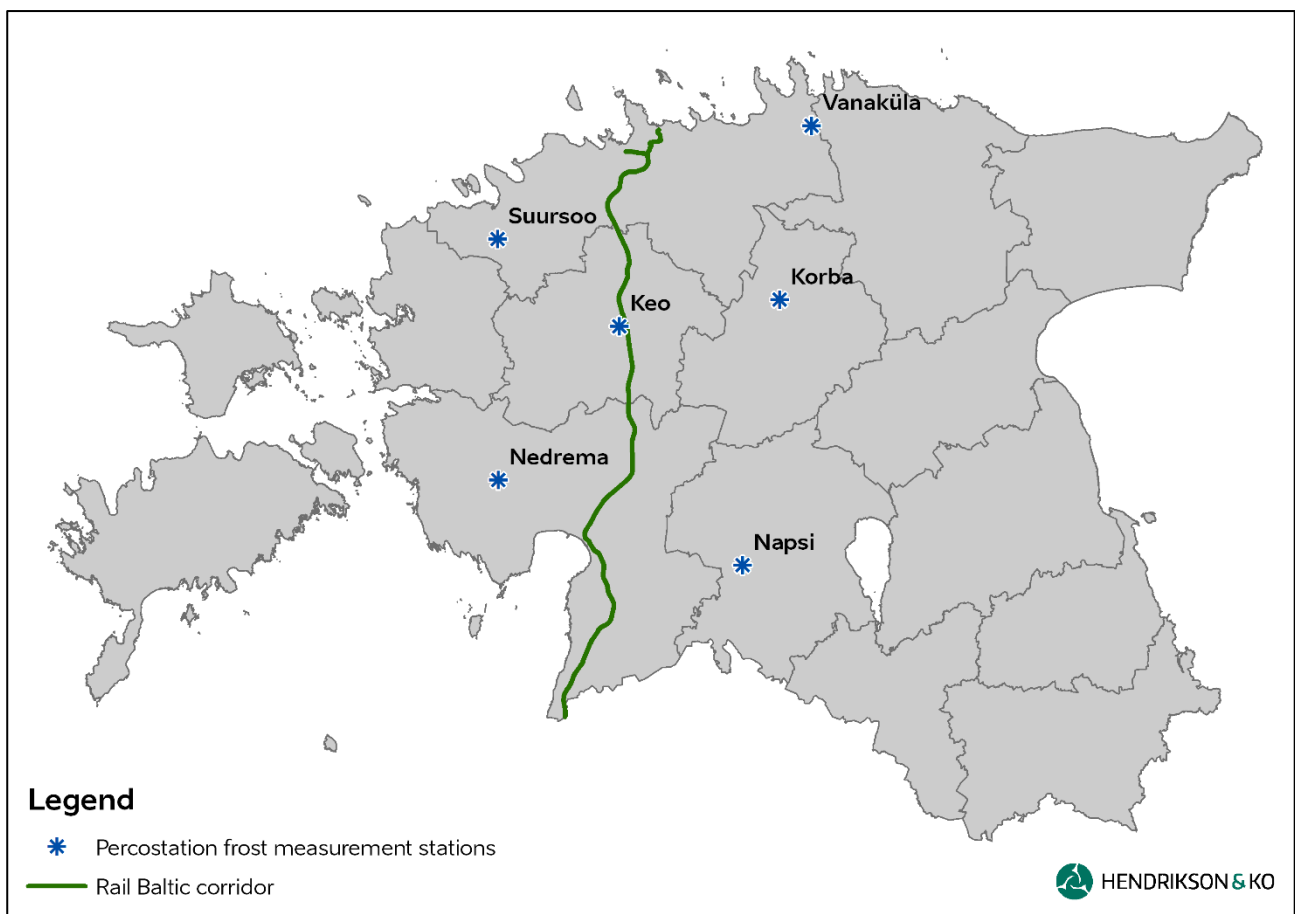 Vanaküla
Suursoo
Korba
Keo
Nedrema
Napsi
Legend
Percostation frost measurement stations
Rail Baltic corridor
HENDRIKSON & KO